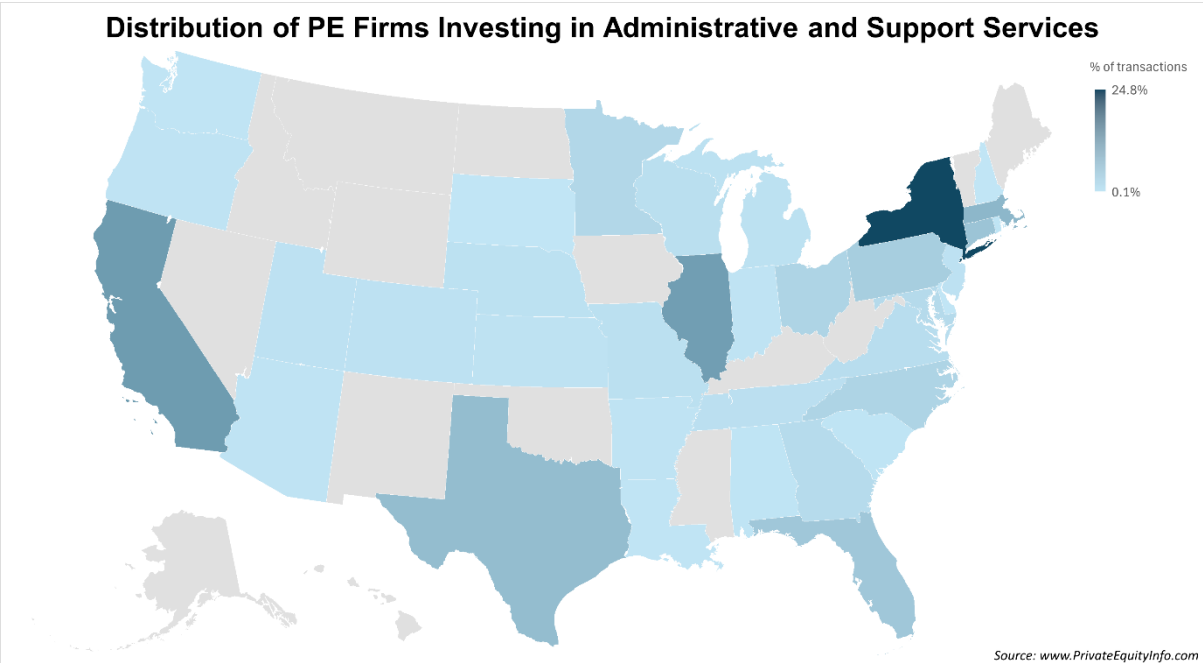 Distribution of PE Firms Investing in Administrative and Support Services
% of transactions
24.8%
0.1%
Source: www.PrivateEquityInfo.com